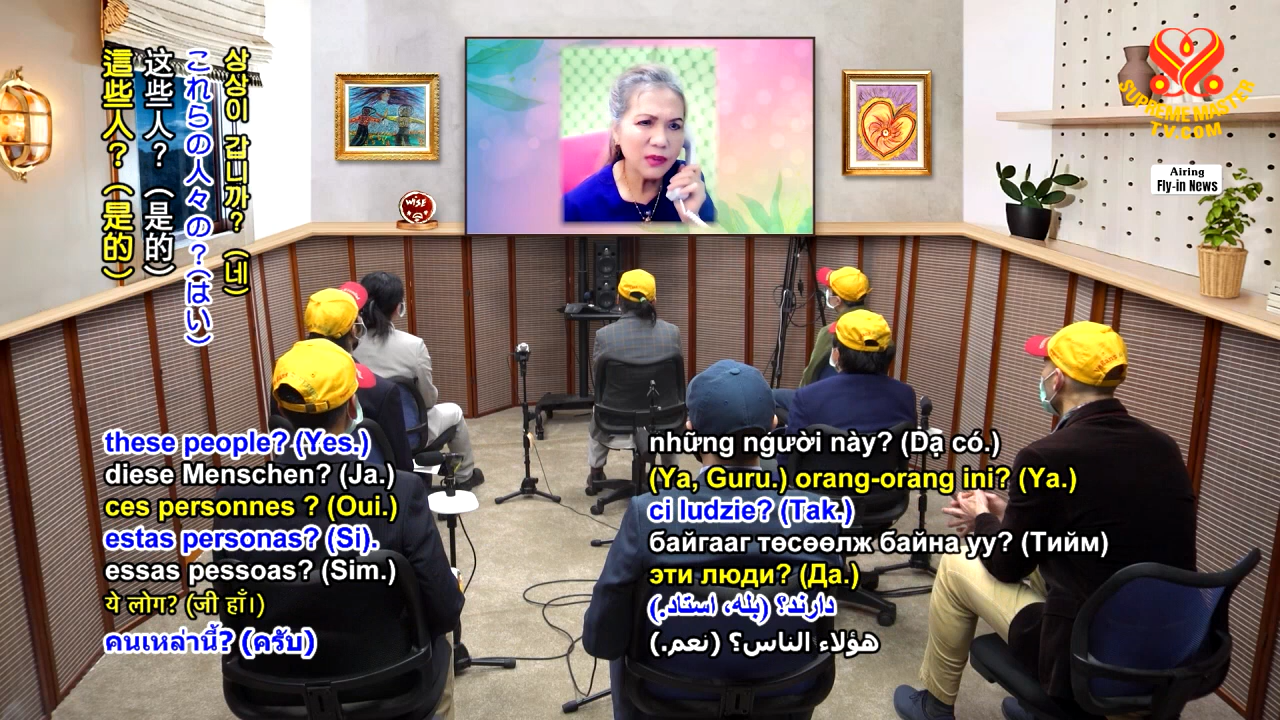 상상이 갑니까? (네)
これらの人々の?(はい)
这些人? (是的)
這些人? (是的)
WISE
SUPREME MASTER
TV.COM
Airing
Fly-in News
these people? (Yes.)
diese Menschen? (Ja.)
ces personnes ? (Oui.)
estas personas? (Si).
essas pessoas? (Sim.)
ये लोग? (जी हाँ।)
คนเหล่านี้? (ครับ)
những người này? (Dạ có.)
(Ya, Guru.) orang-orang ini? (Ya.)
ci ludzie? (Tak.)
байгааг төсөөлж байна уу? (Тийм)
эти люди? (Да.)
دارند؟ (بله، استاد.)
هؤلاء الناس؟ (نعم.)